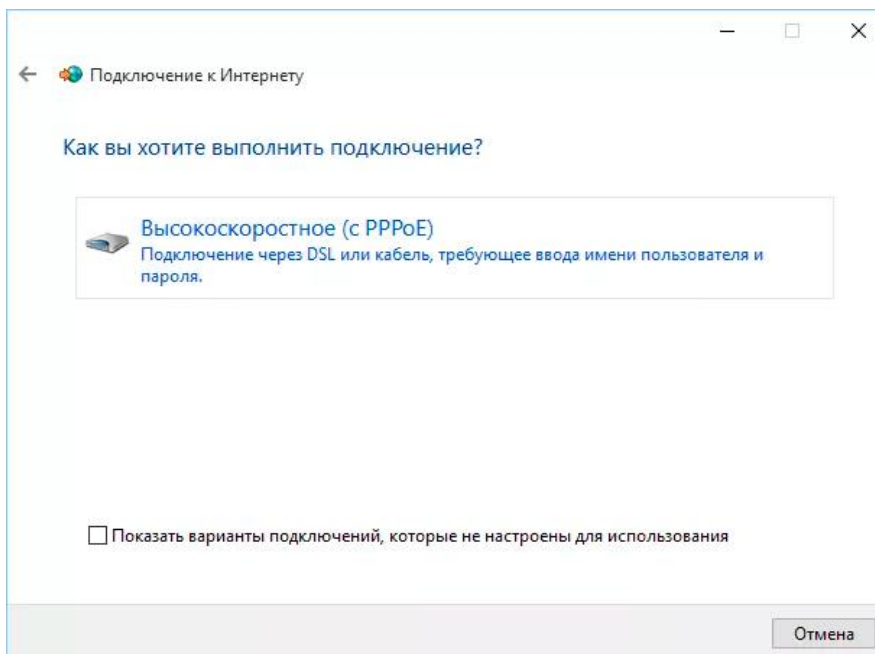 Подключение к Интернету
Как вы хотите выполнить подключение?
Высокоскоростное (с PPPoE)
Подключение через DSL или кабель, требующее ввода имени пользователя и
пароля.
Показать варианты подключений, которые не настроены для использования
Отмена